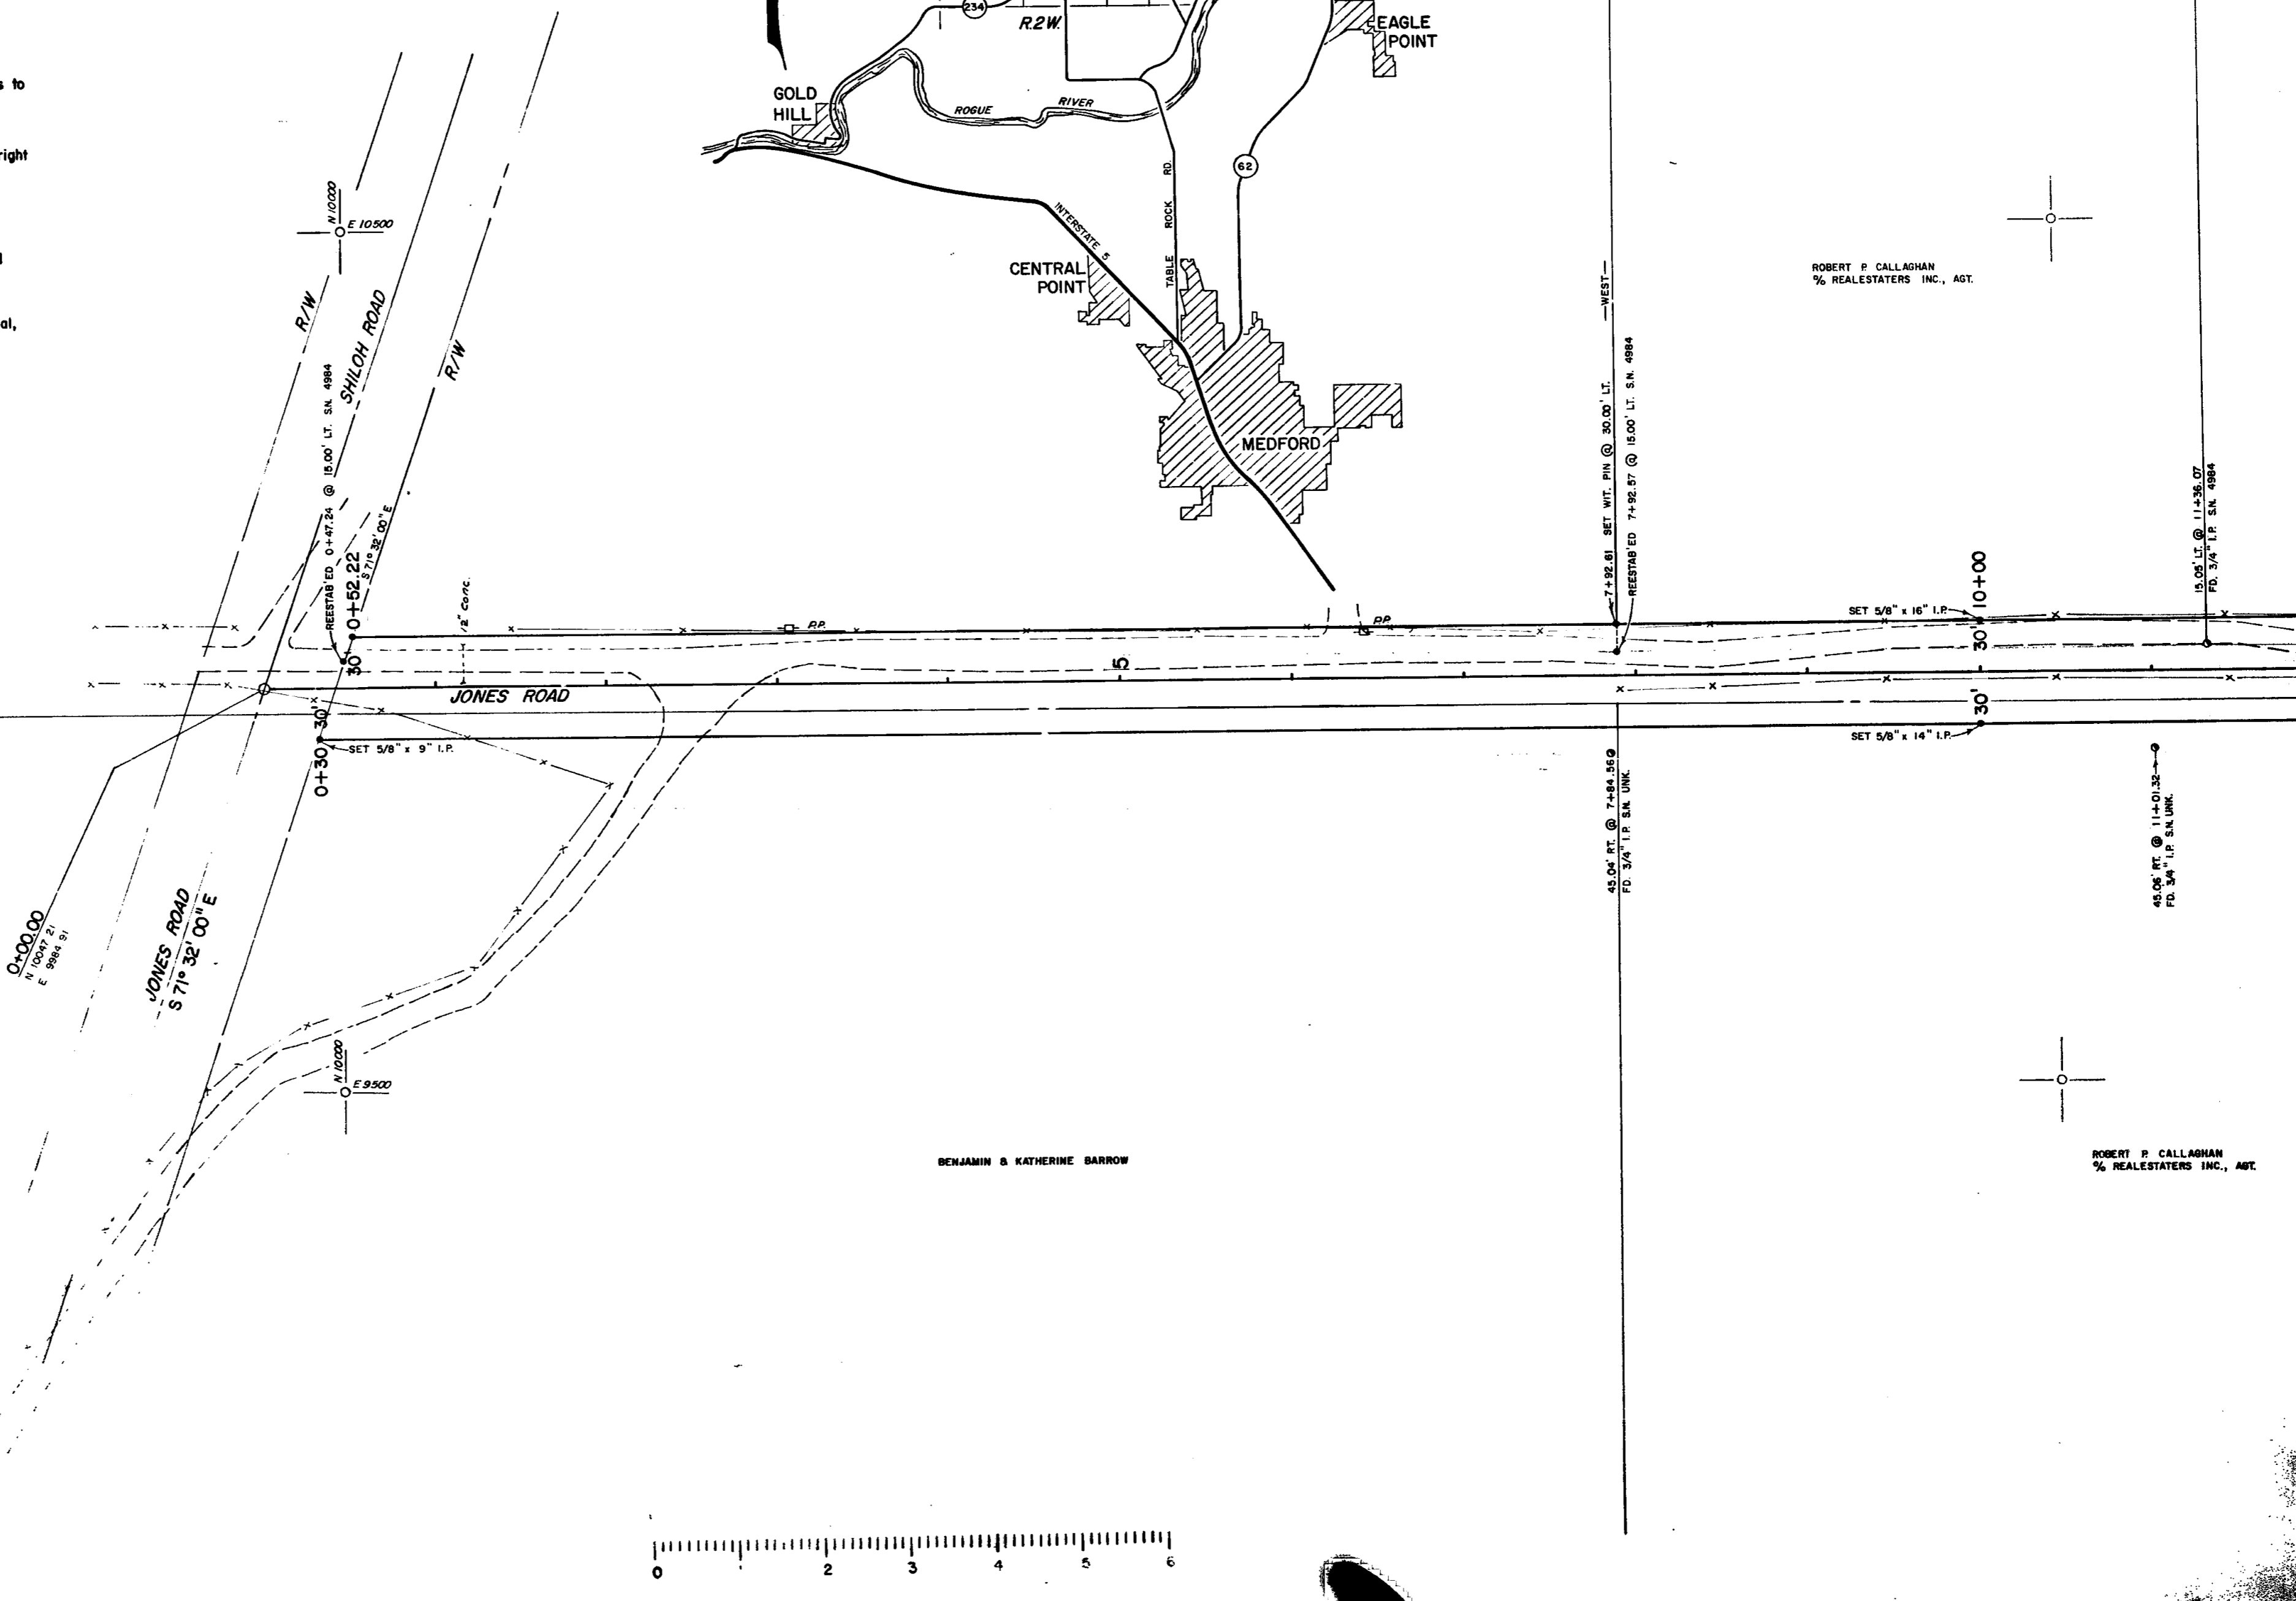 s to
right
al,
234
R.2W.
EAGLE
POINT
GOLD
HILL
ROGUE RIVER
62
TABLE ROCK RD.
INTERSTATE 5
CENTRAL
POINT
MEDFORD
N 10000
E 10500
R/W
SHILOH ROAD
R/W
REESTAB'ED 0+47.24 @ 15.00' LT. S.N. 4984
0+52.22
S 71° 32' 00" E
30'
12" CONC.
P.P.
P.P.
5
JONES ROAD
—WEST—
7+92.61 SET WIT. PIN @ 30.00' LT.
REESTAB'ED 7+92.57 @ 15.00' LT. S.N. 4984
ROBERT P. CALLAGHAN
% REALESTATERS INC., AGT.
SET 5/8" x 16" I.P.
10+00
30'
15.05' LT. @ 11+36.07
FD. 3/4" I.P. S.N. 4984
30'
SET 5/8" x 14" I.P.
0+30
30'
SET 5/8" x 9" I.P.
45.04' RT. @ 7+84.56
FD. 3/4" I.P. S.N. UNK.
45.06' RT. @ 11+01.32
FD. 3/4" I.P. S.N. UNK.
0+00.00
N 10047 21
E 9984 91
JONES ROAD
S 71° 32' 00" E
N 10000
E 9500
BENJAMIN & KATHERINE BARROW
ROBERT P. CALLAGHAN
% REALESTATERS INC., AGT.
0 2 3 4 5 6